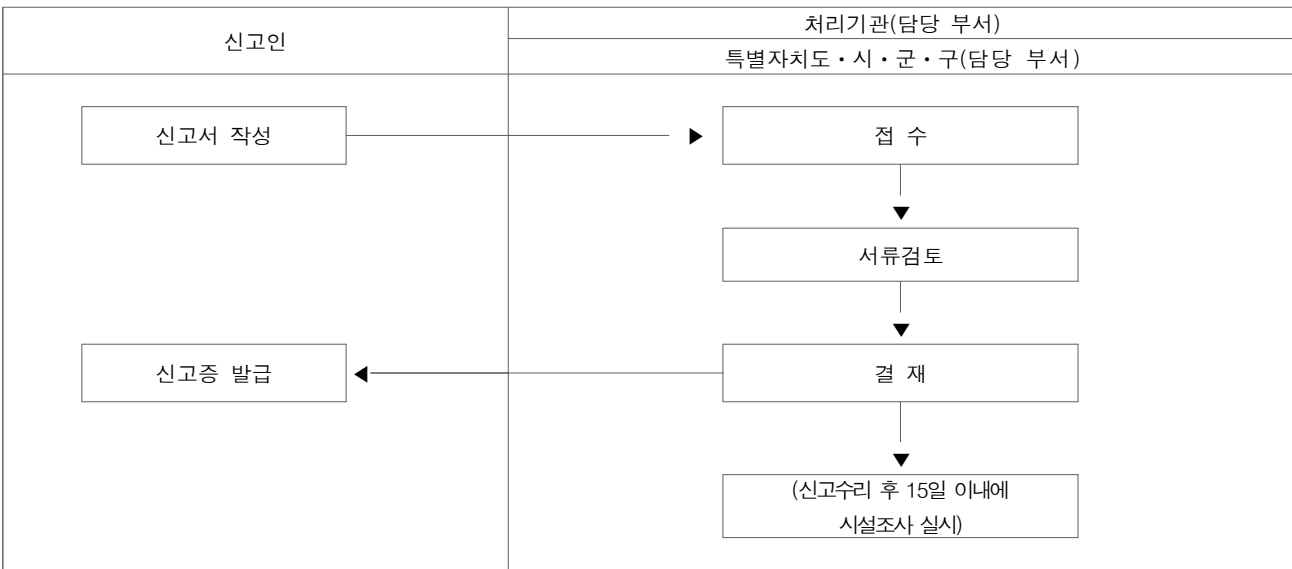 신고인
처리기관(담당 부서)
특별자치도・시・군・구(담당 부서)
신고서 작성
접 수
서류검토
신고증 발급
결 재
(신고수리 후 15일 이내에
시설조사 실시)